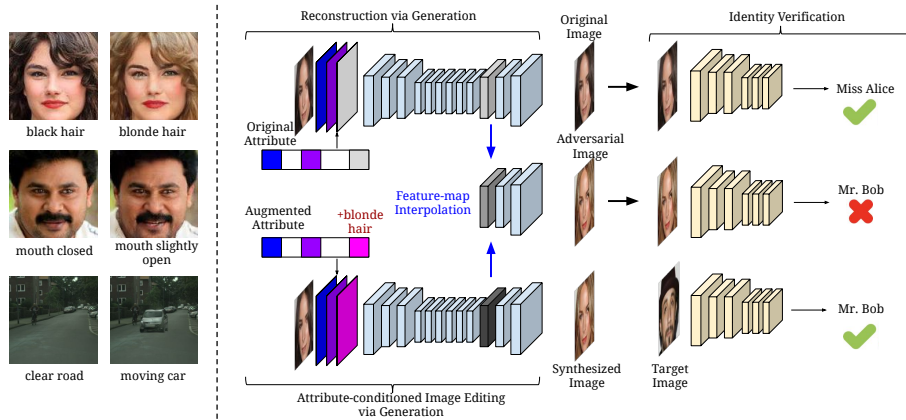 Reconstruction via Generation
Original
Image
Identity Verification
black hair
blonde hair
Original
Attribute
Miss Alice
Adversarial
Image
Feature-map
Interpolation
Augmented
Attribute
+blonde
hair
Mr. Bob
mouth closed
mouth slightly
open
Mr. Bob
clear road
moving car
Synthesized
Image
Target
Image
Attribute-conditioned Image Editing
via Generation